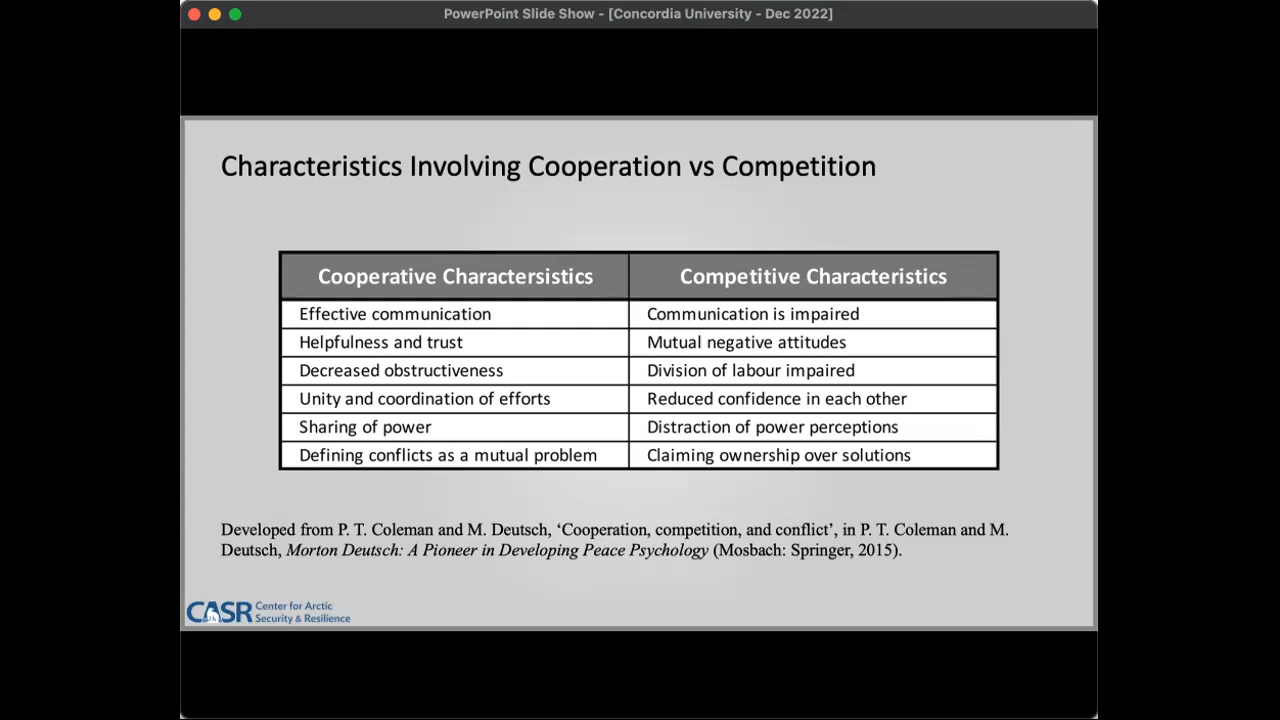 PowerPoint Slide Show - [Concordia University - Dec 2022]
Characteristics Involving Cooperation vs Competition
Cooperative Charactersistics
Competitive Characteristics
Effective communication
Communication is impaired
Helpfulness and trust
Mutual negative attitudes
Decreased obstructiveness
Division of labour impaired
Unity and coordination of efforts
Reduced confidence in each other
Sharing of power
Distraction of power perceptions
Defining conflicts as a mutual problem
Claiming ownership over solutions
Developed from P. T. Coleman and M. Deutsch, ‘Cooperation, competition, and conflict’, in P. T. Coleman and M.
Deutsch, Morton Deutsch: A Pioneer in Developing Peace Psychology (Mosbach: Springer, 2015).
CASR
Center for Arctic
Security & Resilience